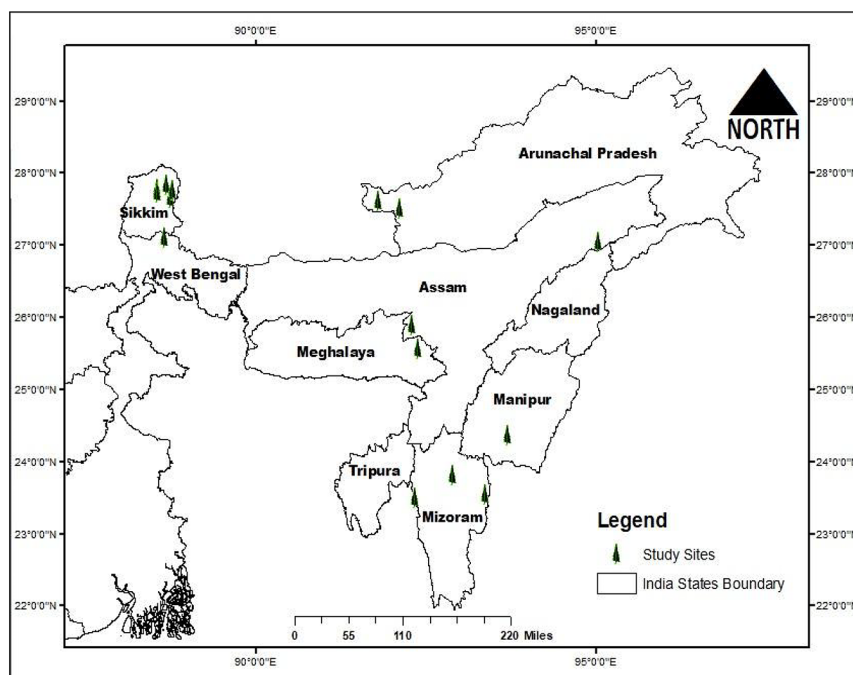 90°0'0"E 95°0'0"E
29°0'0"N 29°0'0"N
NORTH
Arunachal Pradesh
28°0'0"N 28°0'0"N
Sikkim
27°0'0"N 27°0'0"N
West Bengal
Assam
Nagaland
26°0'0"N 26°0'0"N
Meghalaya
25°0'0"N 25°0'0"N
Manipur
24°0'0"N 24°0'0"N
Tripura
Mizoram
23°0'0"N 23°0'0"N
Legend
Study Sites
India States Boundary
22°0'0"N 22°0'0"N
0 55 110 220 Miles
90°0'0"E 95°0'0"E